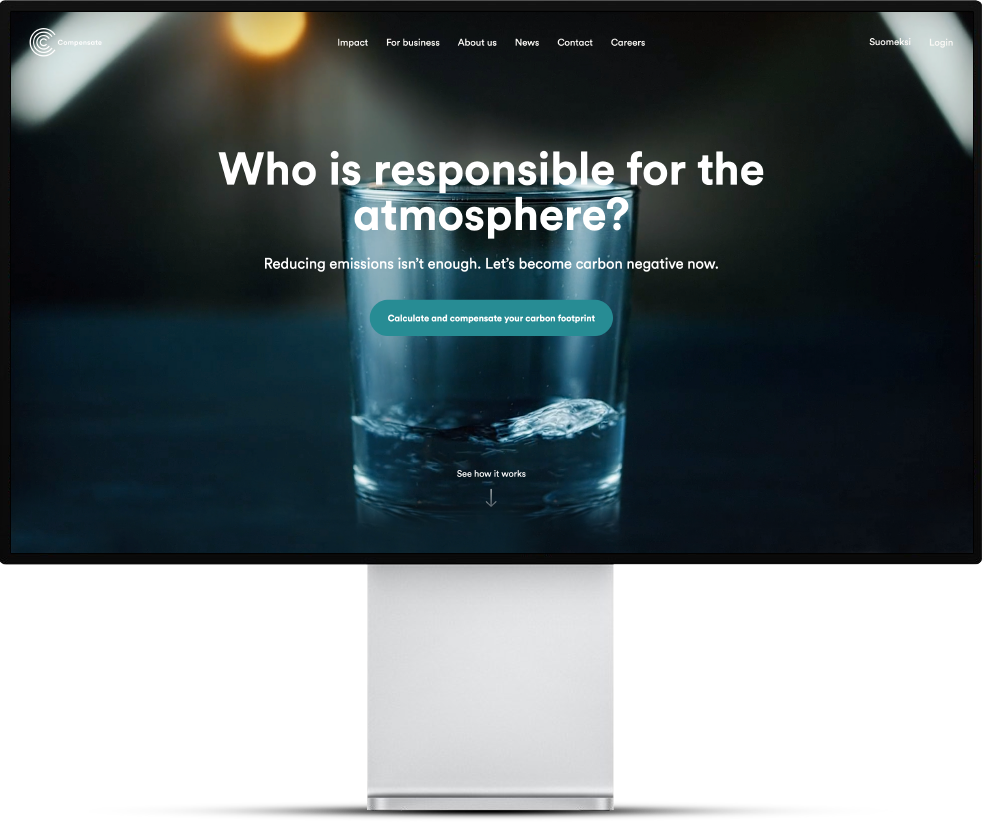 Compensate
Impact For business About us News Contact Careers
Suomeksi Login
Who is responsible for the
atmosphere?
Reducing emissions isn't enough. Let's become carbon negative now.
Calculate and compensate your carbon footprint
See how it works